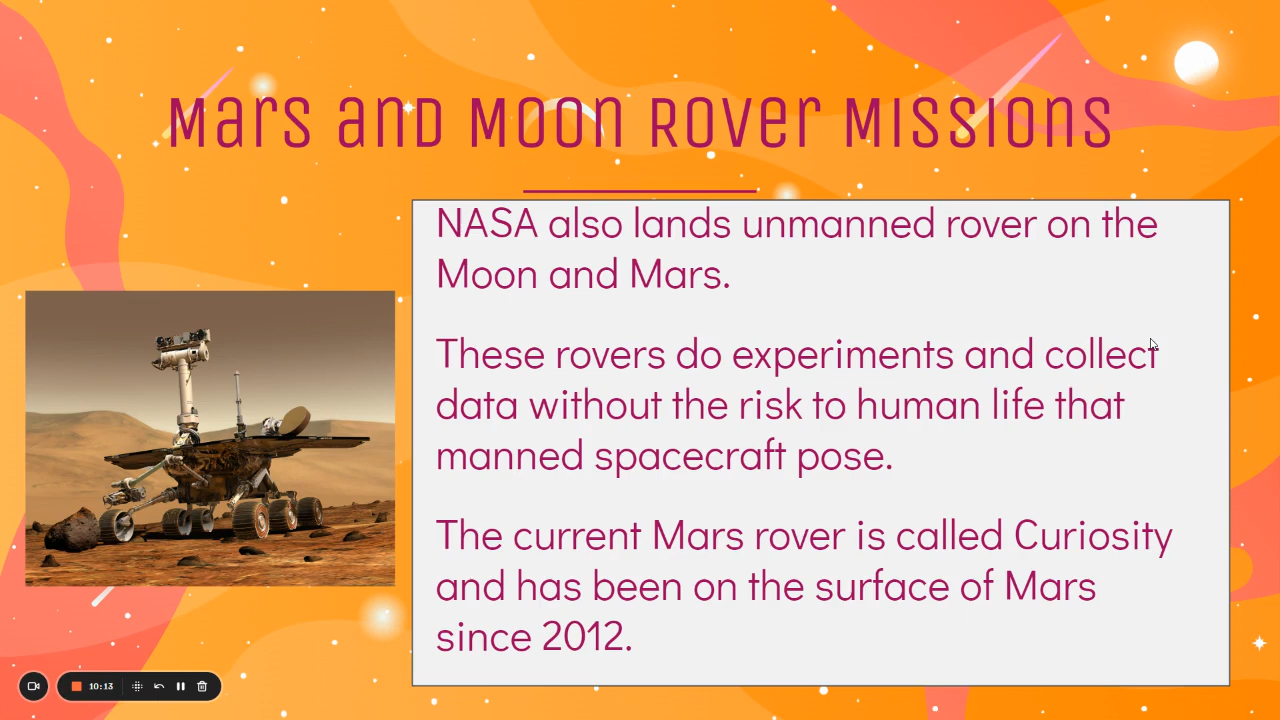 Mars and Moon Rover Missions
NASA also lands unmanned rover on the
Moon and Mars.
These rovers do experiments and collect
data without the risk to human life that
manned spacecraft pose.
The current Mars rover is called Curiosity
and has been on the surface of Mars
since 2012.
10:13